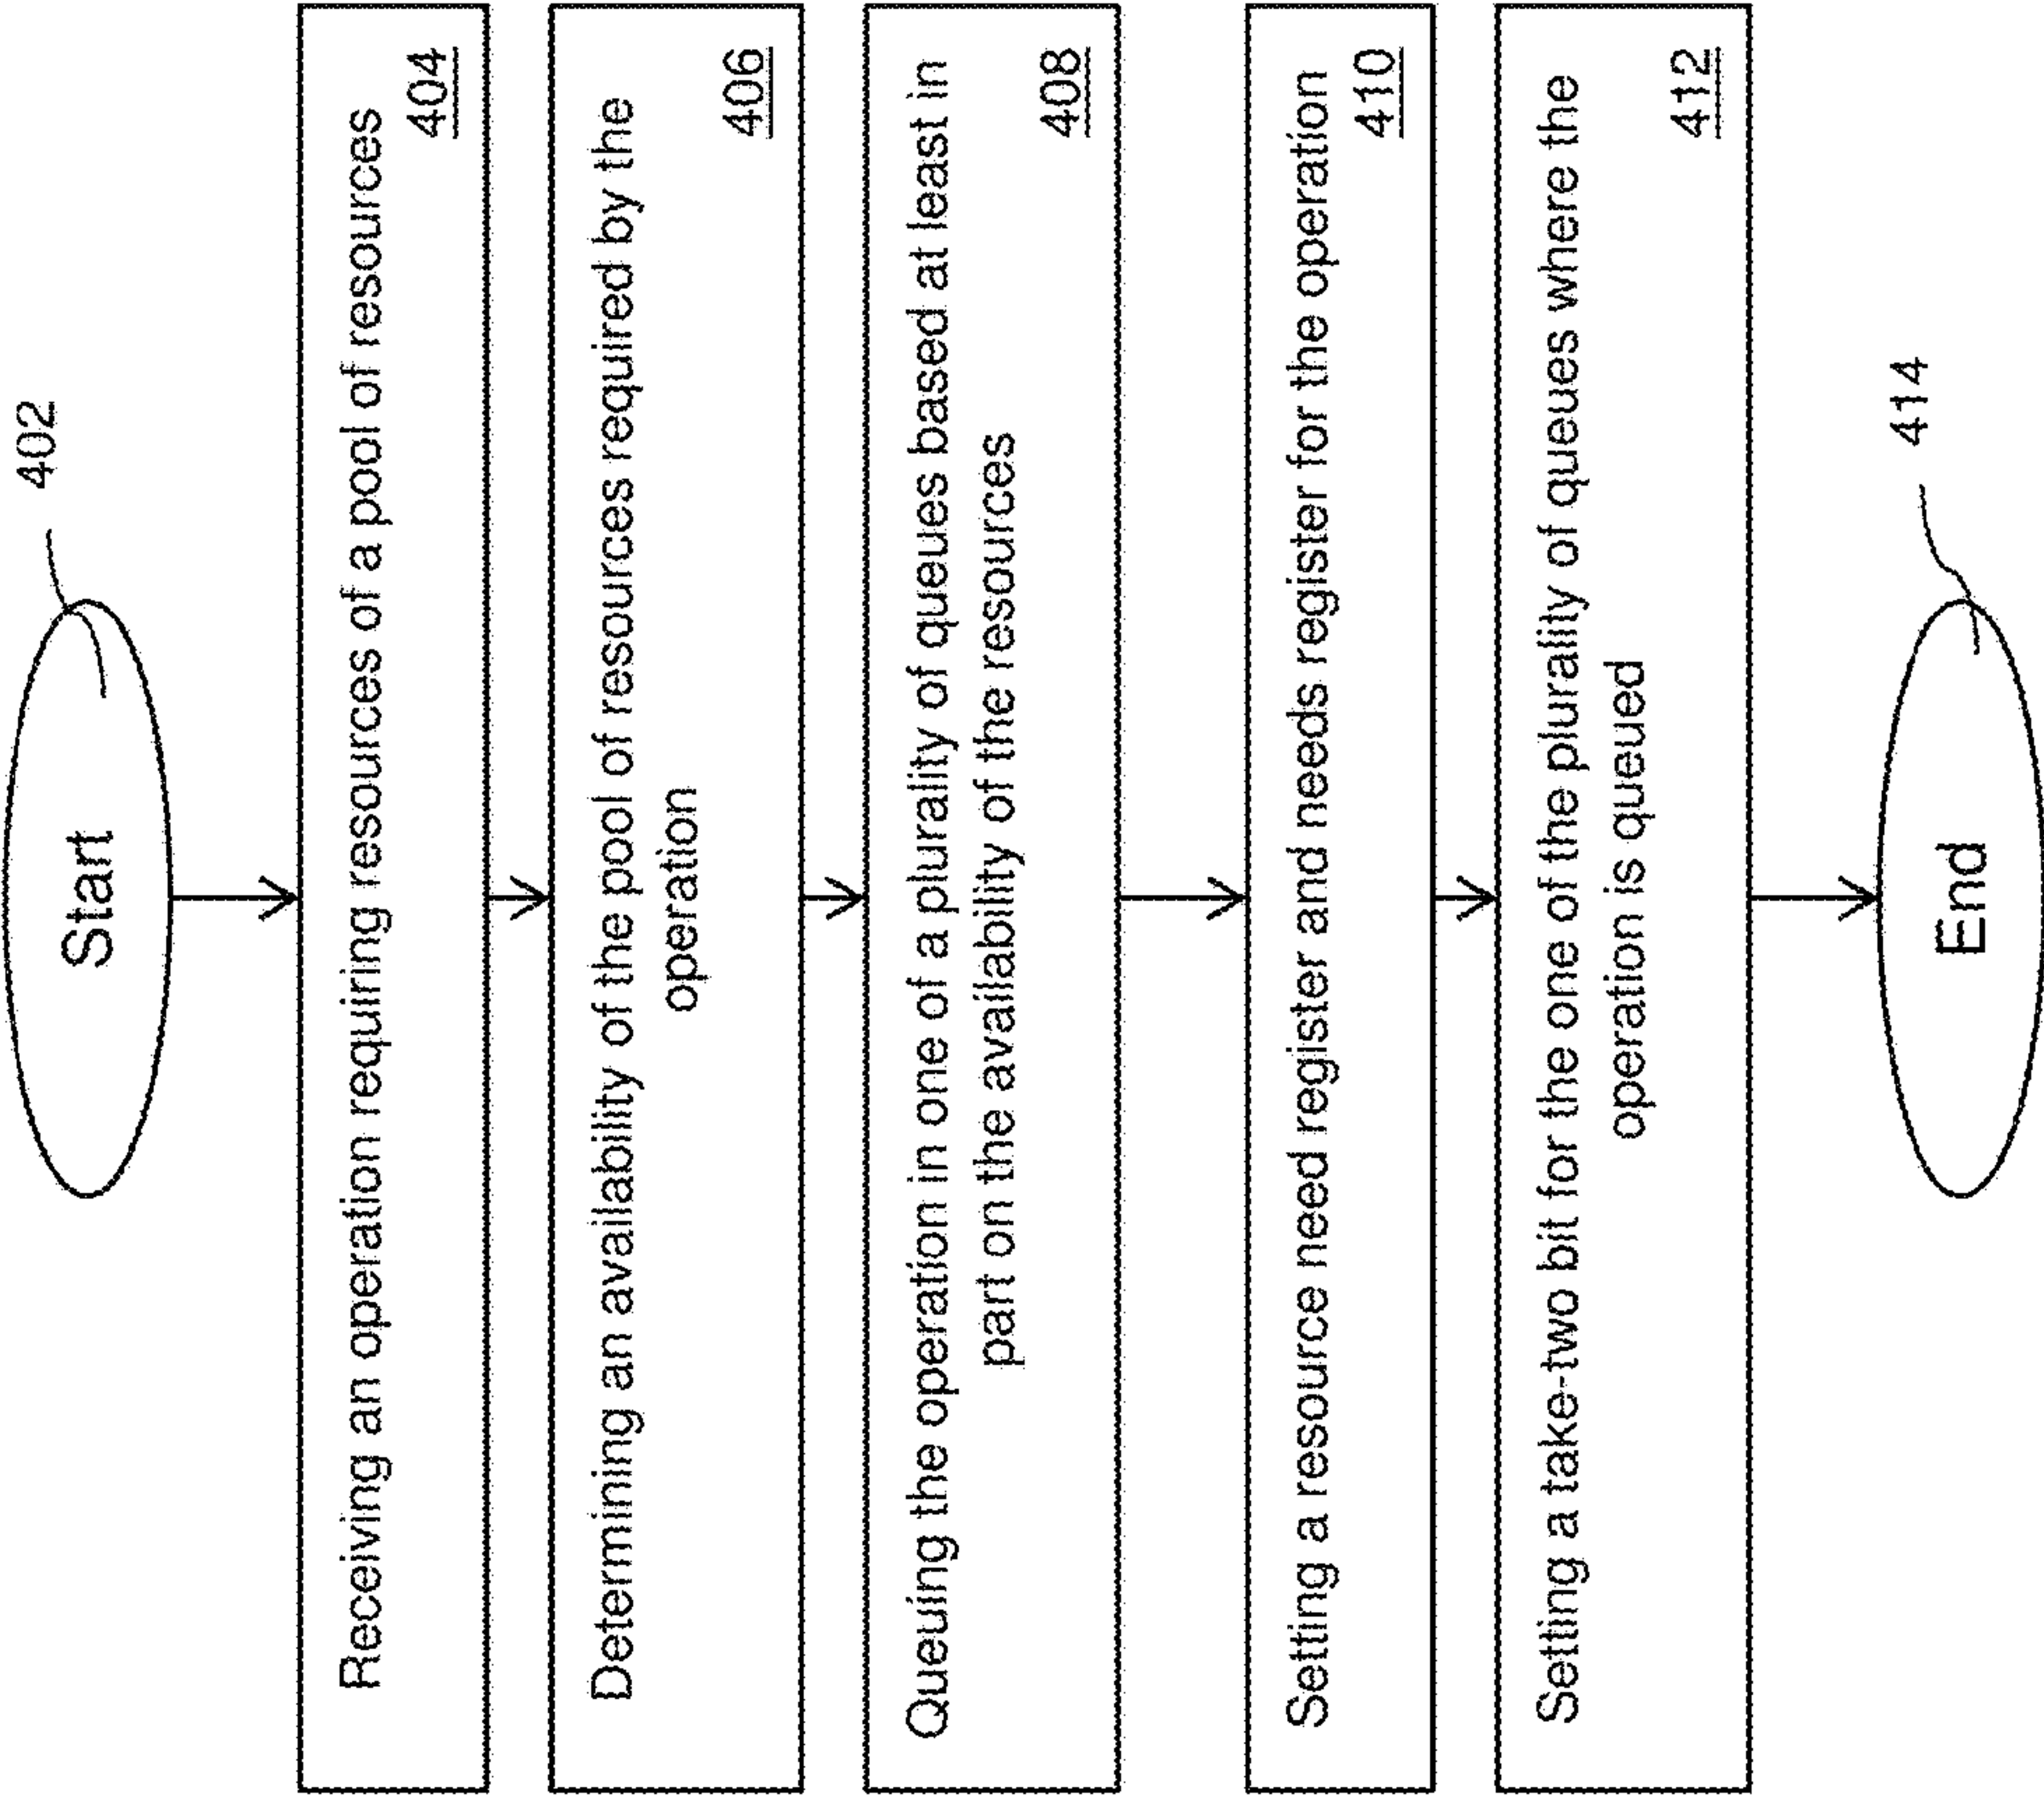 402
Start
Receiving an operation requiring resources of a pool of resources
404
Determining an availability of the pool of resources required by the
operation
406
Queuing the operation in one of a plurality of queues based at least in
part on the availability of the resources
408
Setting a resource need register and needs register for the operation
410
Setting a take-two bit for the one of the plurality of queues where the
operation is queued
412
414
End